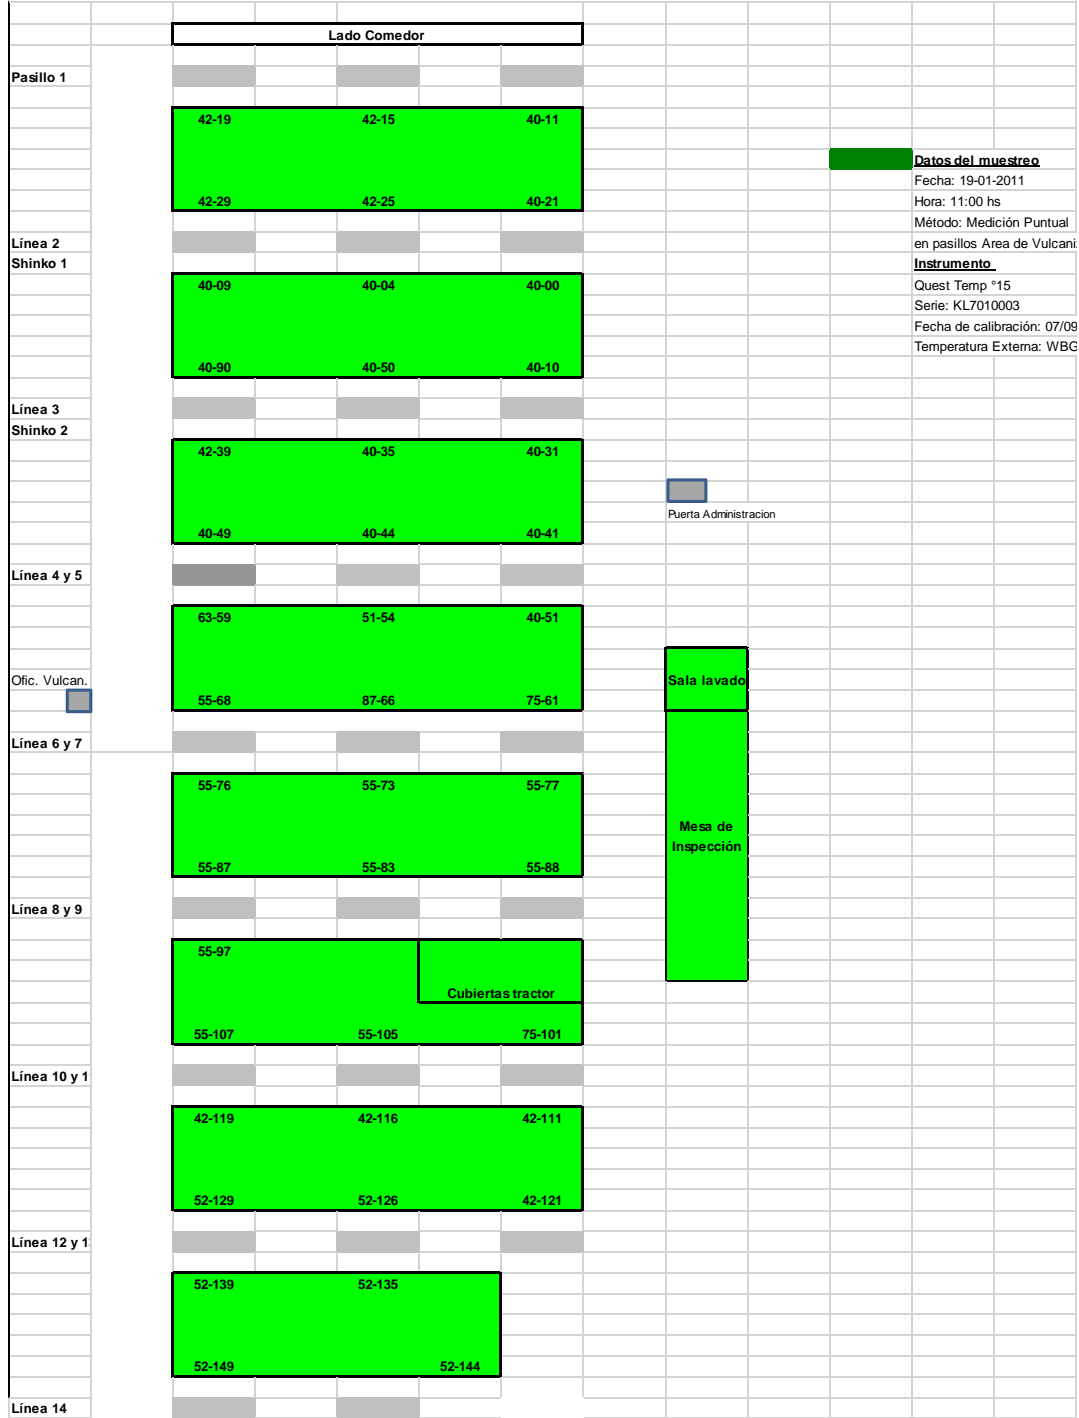 Lado Comedor
Pasillo 1
42-19 42-15 40-11
Datos del muestreo
Fecha: 19-01-2011
42-29 42-25 40-21
Hora: 11:00 hs
Método: Medición Puntual
Línea 2
en pasillos Area de Vulcani
Shinko 1
Instrumento
40-09 40-04 40-00
Quest Temp °15
Serie: KL7010003
Fecha de calibración: 07/09
Temperatura Externa: WBG
40-90 40-50 40-10
Línea 3
Shinko 2
42-39 40-35 40-31
Puerta Administracion
40-49 40-44 40-41
Línea 4 y 5
63-59 51-54 40-51
Ofic. Vulcan.
Sala lavado
55-68 87-66 75-61
Línea 6 y 7
55-76 55-73 55-77
Mesa de
Inspección
55-87 55-83 55-88
Línea 8 y 9
55-97
Cubiertas tractor
55-107 55-105 75-101
Línea 10 y 1
42-119 42-116 42-111
52-129 52-126 42-121
Línea 12 y 1
52-139 52-135
52-149 52-144
Línea 14